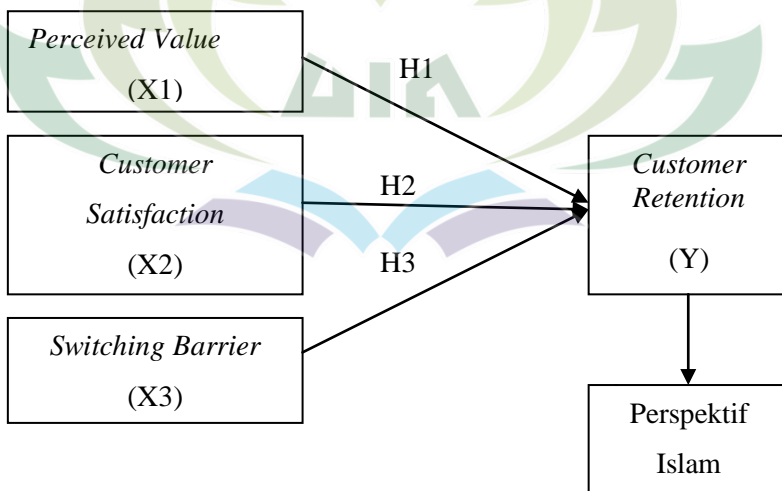 Perceived Value
(X1)
H1
Customer
Satisfaction
(X2)
H2
Customer
Retention
(Y)
H3
Switching Barrier
(X3)
Perspektif
Islam